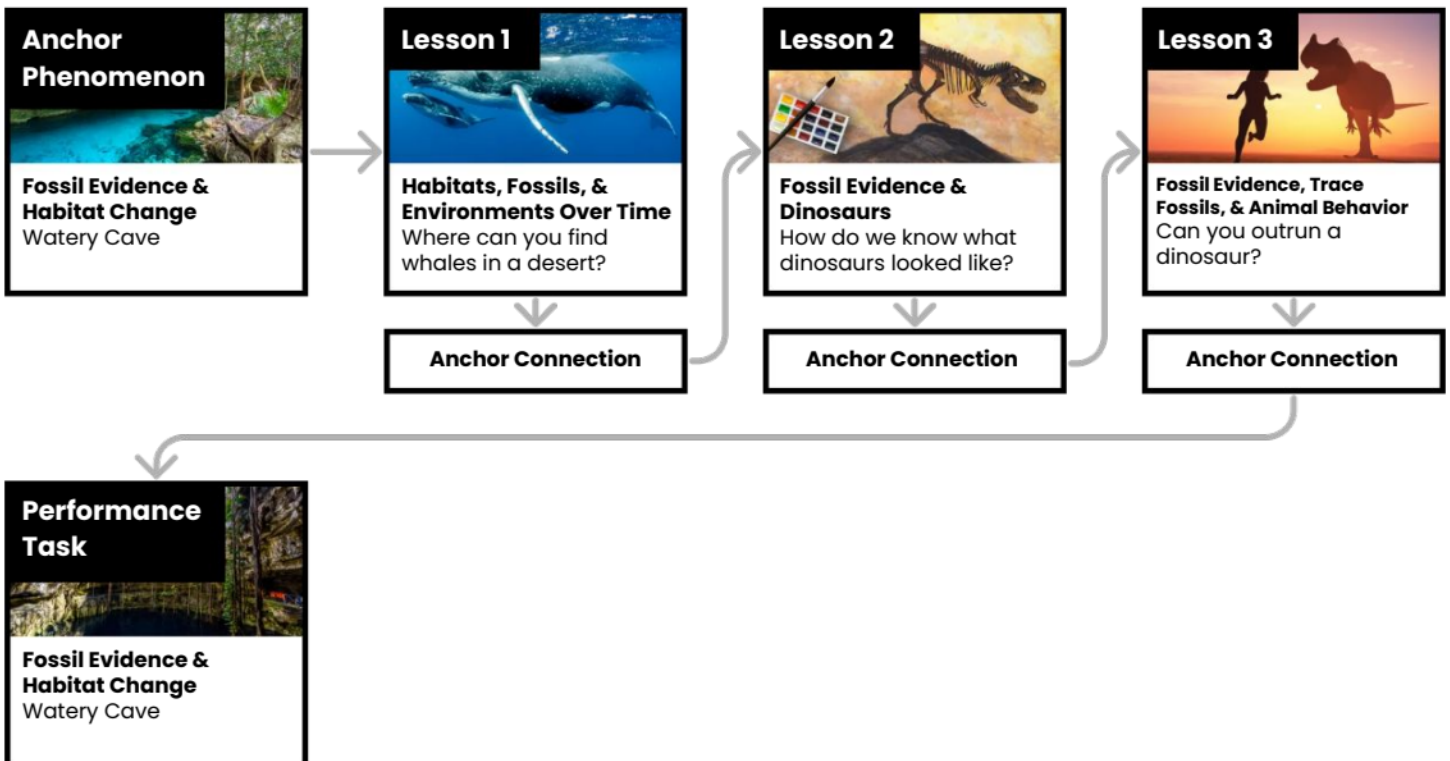 Anchor
Phenomenon
Fossil Evidence &
Habitat Change
Watery Cave
Lesson 1
Habitats, Fossils, &
Environments Over Time
Where can you find
whales in a desert?
Anchor Connection
Lesson 2
Fossil Evidence &
Dinosaurs
How do we know what
dinosaurs looked like?
Anchor Connection
Lesson 3
Fossil Evidence, Trace
Fossils, & Animal Behavior
Can you outrun a
dinosaur?
Anchor Connection
Performance
Task
Fossil Evidence &
Habitat Change
Watery Cave